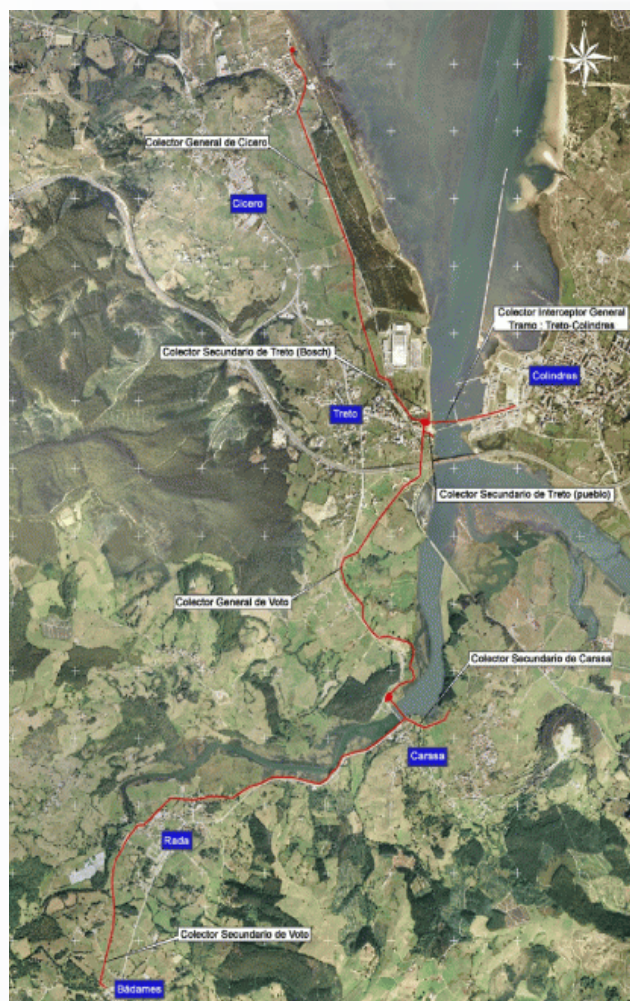 N
Colector General de Cicero
Cicero
Colector Interceptor General
Tramo : Treto-Colindres
Colector Secundario de Treto (Bosch)
Colindres
Treto
Colector Secundario de Treto (pueblo)
Colector General de Voto
Colector Secundario de Carasa
Carasa
Rada
Colector Secundario de Voto
Bádames